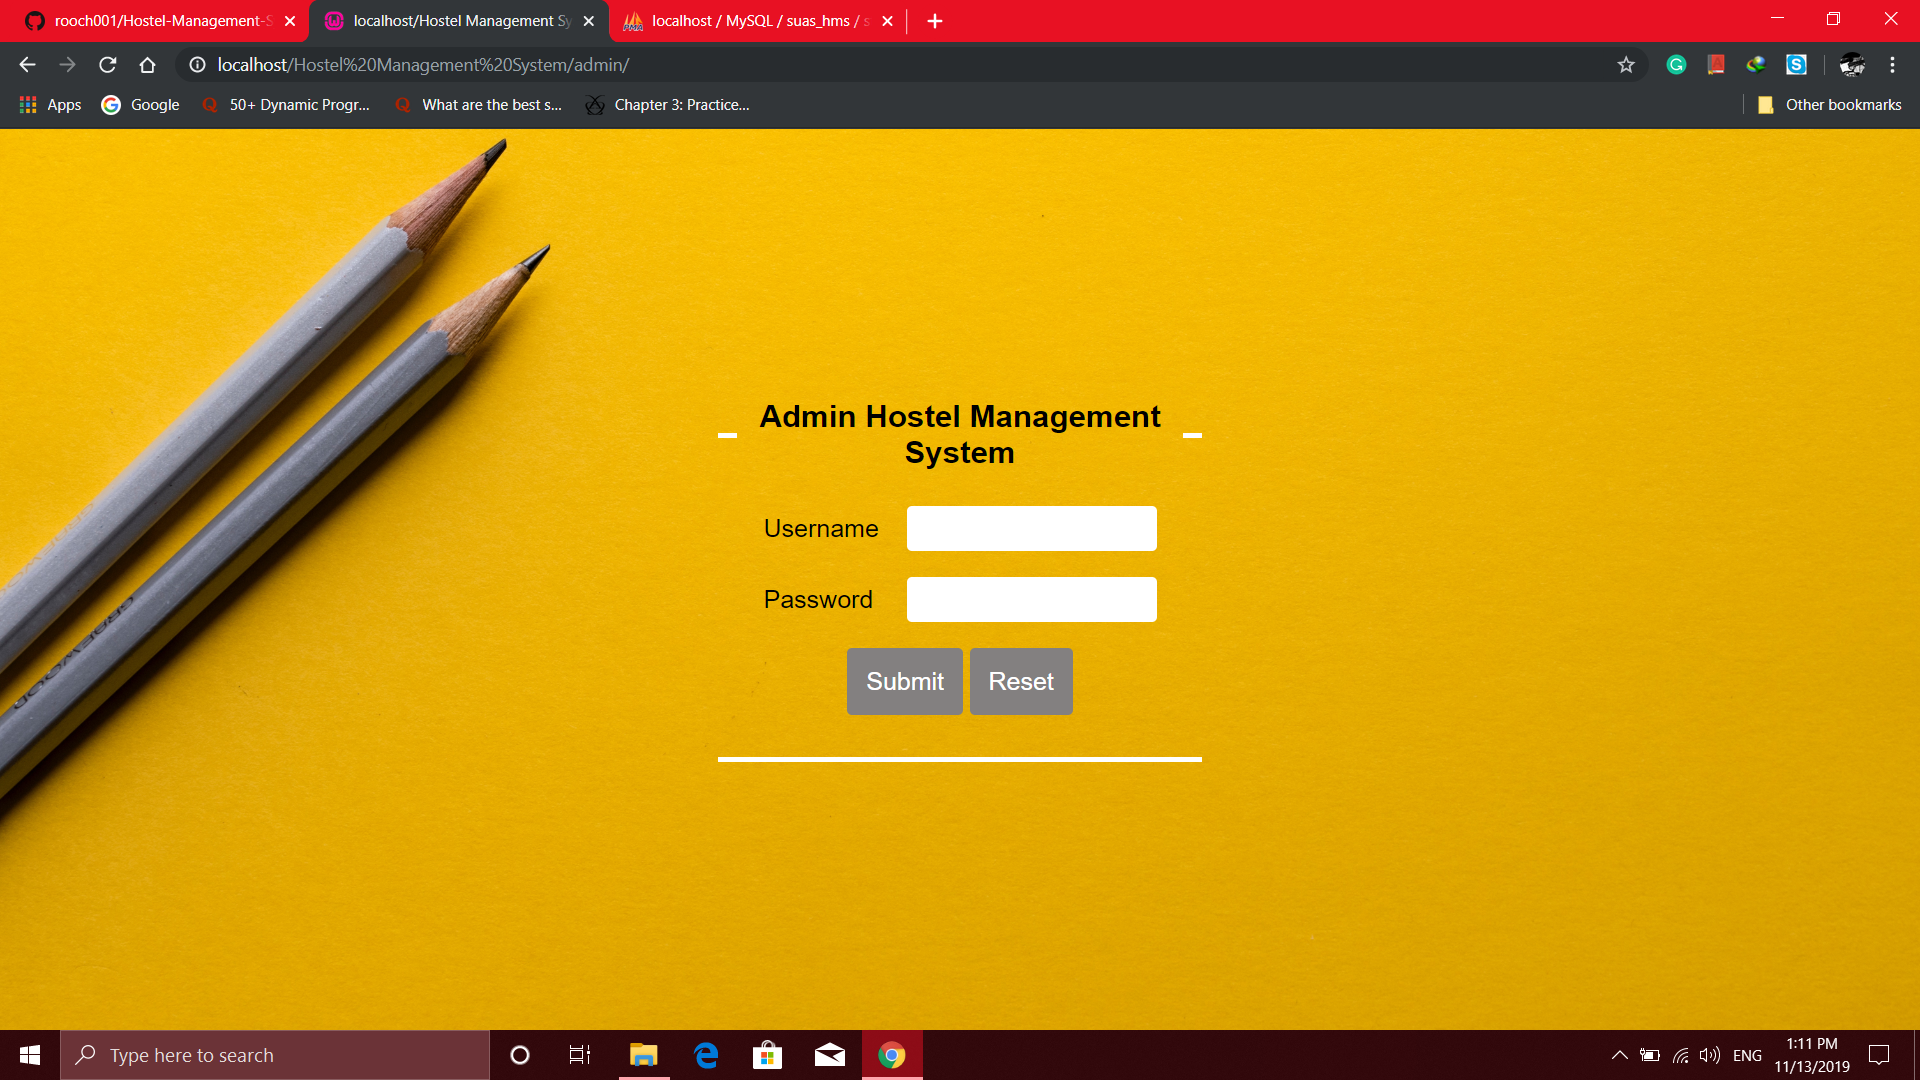 rooch001/Hostel-Management-S
localhost/Hostel Management Sy
localhost / MySQL / suas_hms / s
localhost/Hostel%20Management%20System/admin/
Apps
Google
50+ Dynamic Progr...
What are the best s...
Chapter 3: Practice...
Other bookmarks
Admin Hostel Management
System
Username
Password
Submit
Reset
Type here to search
ENG
1:11 PM
11/13/2019